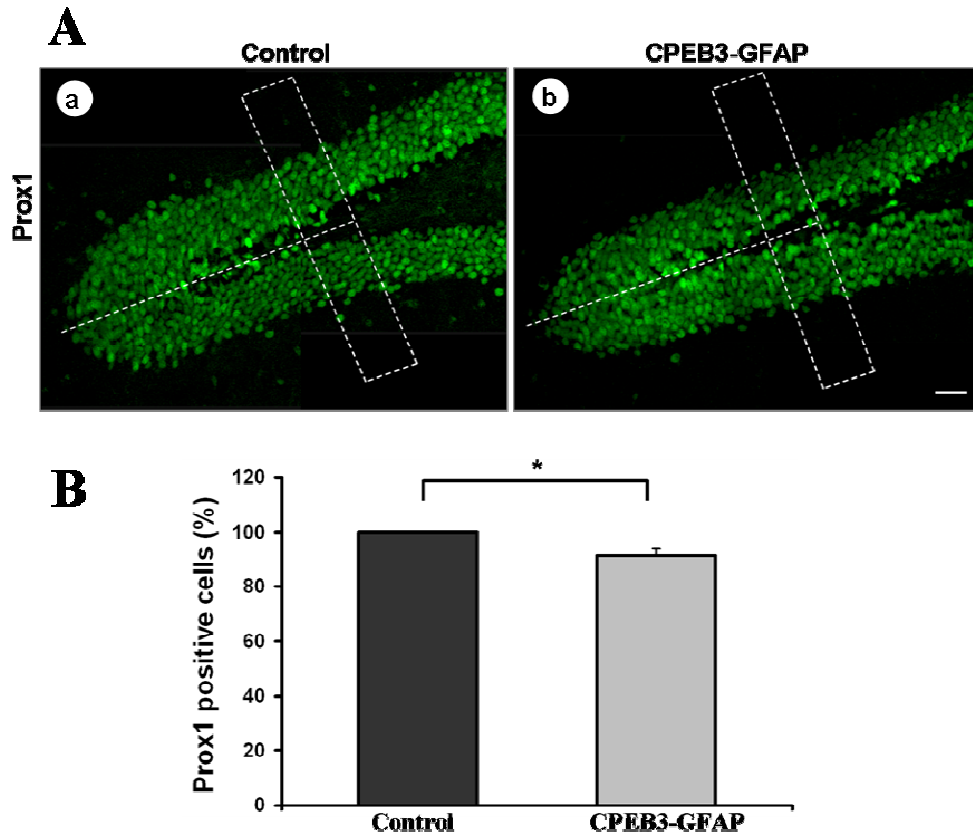 A
Control
CPEB3-GFAP
a
b
Prox1
B
*
120
100
80
60
40
20
0
Prox1 positive cells (%)
Control
CPEB3-GFAP